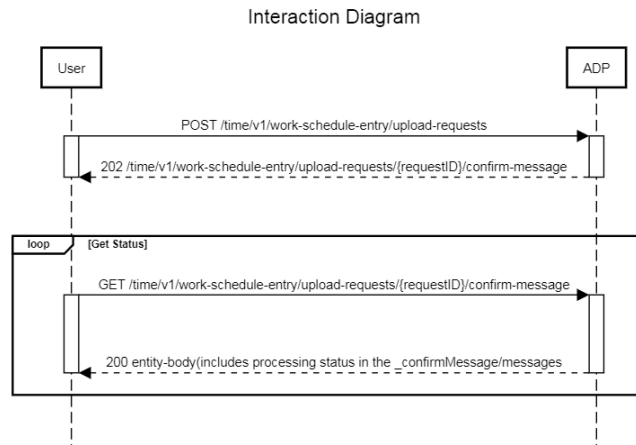 Interaction Diagram
User
ADP
POST /time/v1/work-schedule-entry/upload-requests
202 /time/v1/work-schedule-entry/upload-requests/{requestID}/confirm-message
loop
[Get Status]
GET /time/v1/work-schedule-entry/upload-requests/{requestID}/confirm-message
200 entity-body(includes processing status in the _confirmMessage/messages